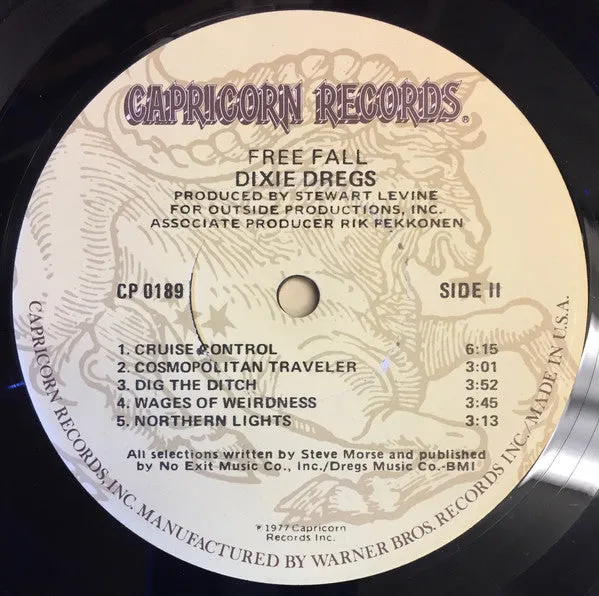 CAPRICORN RECORDS®
FREE FALL
DIXIE DREGS
PRODUCED BY STEWART LEVINE
FOR OUTSIDE PRODUCTIONS, INC.
ASSOCIATE PRODUCER RIK PEKKONEN
CP 0189
SIDE II
1. CRUISE CONTROL 6:15
2. COSMOPOLITAN TRAVELER 3:01
3. DIG THE DITCH 3:52
4. WAGES OF WEIRDNESS 3:45
5. NORTHERN LIGHTS 3:13
All selections written by Steve Morse and published
by No Exit Music Co., Inc./Dregs Music Co.-BMI
℗ 1977 Capricorn
Records Inc.
CAPRICORN RECORDS, INC. MANUFACTURED BY WARNER BROS. RECORDS INC./MADE IN U.S.A.